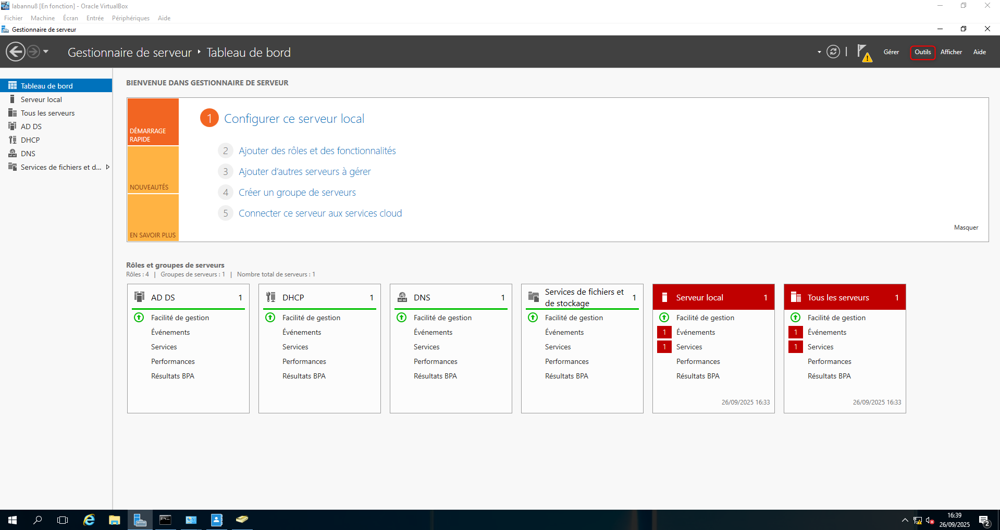 labannu8 [En fonction] - Oracle VirtualBox
Fichier Machine Écran Entrée Périphériques Aide
Gestionnaire de serveur
Gestionnaire de serveur Tableau de bord
Gérer Outils Afficher Aide
Tableau de bord
Serveur local
Tous les serveurs
AD DS
DHCP
DNS
Services de fichiers et d...
BIENVENUE DANS GESTIONNAIRE DE SERVEUR
DÉMARRAGE
RAPIDE
NOUVEAUTÉS
EN SAVOIR PLUS
1 Configurer ce serveur local
2 Ajouter des rôles et des fonctionnalités
3 Ajouter d'autres serveurs à gérer
4 Créer un groupe de serveurs
5 Connecter ce serveur aux services cloud
Masquer
Rôles et groupes de serveurs
Rôles : 4 | Groupes de serveurs : 1 | Nombre total de serveurs : 1
AD DS 1
Facilité de gestion
Événements
Services
Performances
Résultats BPA
DHCP 1
Facilité de gestion
Événements
Services
Performances
Résultats BPA
DNS 1
Facilité de gestion
Événements
Services
Performances
Résultats BPA
Services de fichiers et
de stockage 1
Facilité de gestion
Événements
Services
Performances
Résultats BPA
Serveur local 1
Facilité de gestion
1 Événements
1 Services
Performances
Résultats BPA
26/09/2025 16:33
Tous les serveurs 1
Facilité de gestion
1 Événements
1 Services
Performances
Résultats BPA
26/09/2025 16:33
16:39
26/09/2025
2